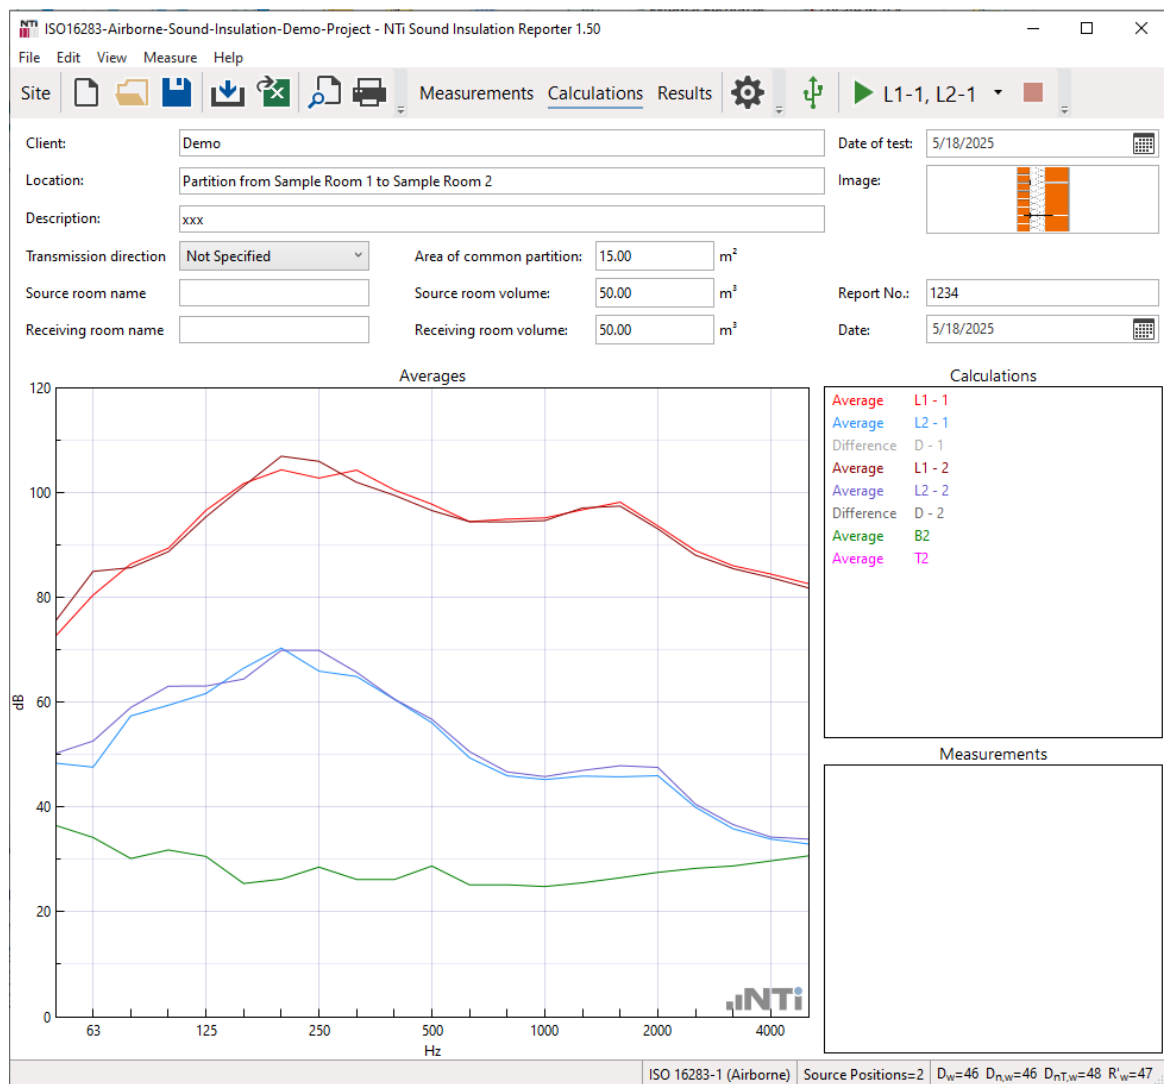 NTi ISO16283-Airborne-Sound-Insulation-Demo-Project - NTi Sound Insulation Reporter 1.50
File Edit View Measure Help
Site Measurements Calculations Results L1-1, L2-1
Client: Demo Date of test: 5/18/2025
Location: Partition from Sample Room 1 to Sample Room 2 Image:
Description: xxx
Transmission direction Not Specified Area of common partition: 15.00 m²
Source room name Source room volume: 50.00 m³ Report No.: 1234
Receiving room name Receiving room volume: 50.00 m³ Date: 5/18/2025
Averages
120
100
80
60
40
20
0
dB
63 125 250 500 1000 2000 4000
Hz
NTi
Calculations
Average L1 - 1
Average L2 - 1
Difference D - 1
Average L1 - 2
Average L2 - 2
Difference D - 2
Average B2
Average T2
Measurements
ISO 16283-1 (Airborne) Source Positions=2 Dw=46 Dn,w=46 DnT,w=48 R'w=47